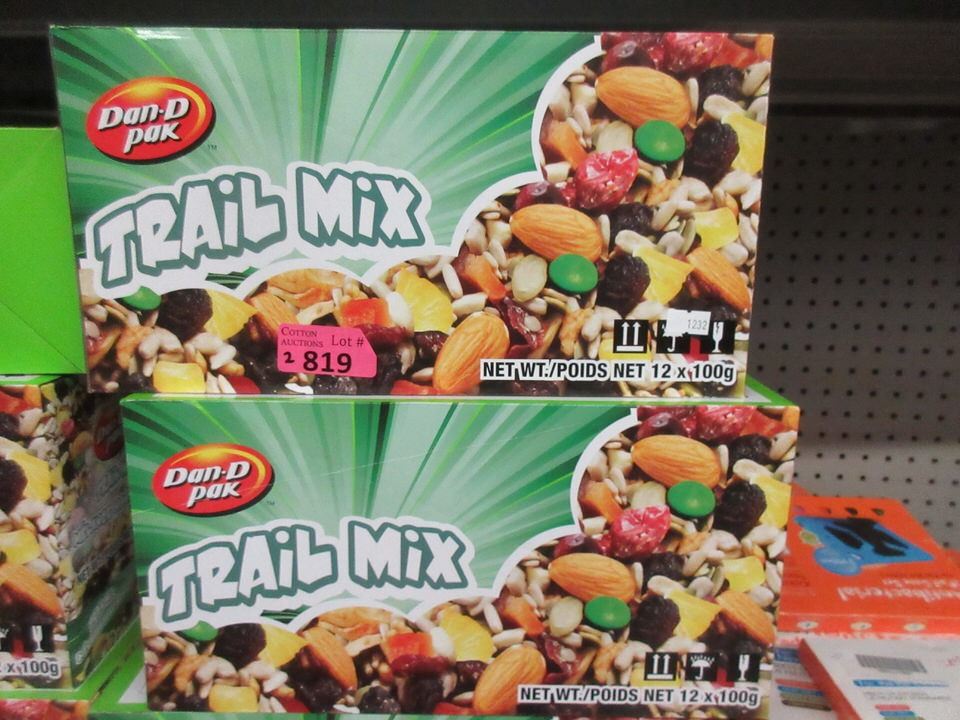 Dan-D
pak
TM
TRAiL MiX
COTTON
AUCTIONS Lot #
2 819
1232
NET WT./POIDS NET 12 x 100g
Dan-D
pak
TRAiL MiX
NET WT./POIDS NET 12 x 100g
x 100g